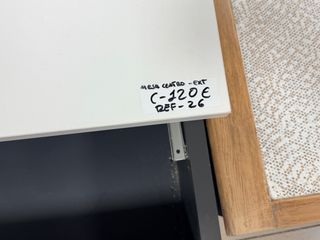 MESA CENTRO - EXT
C-120€
REF-26